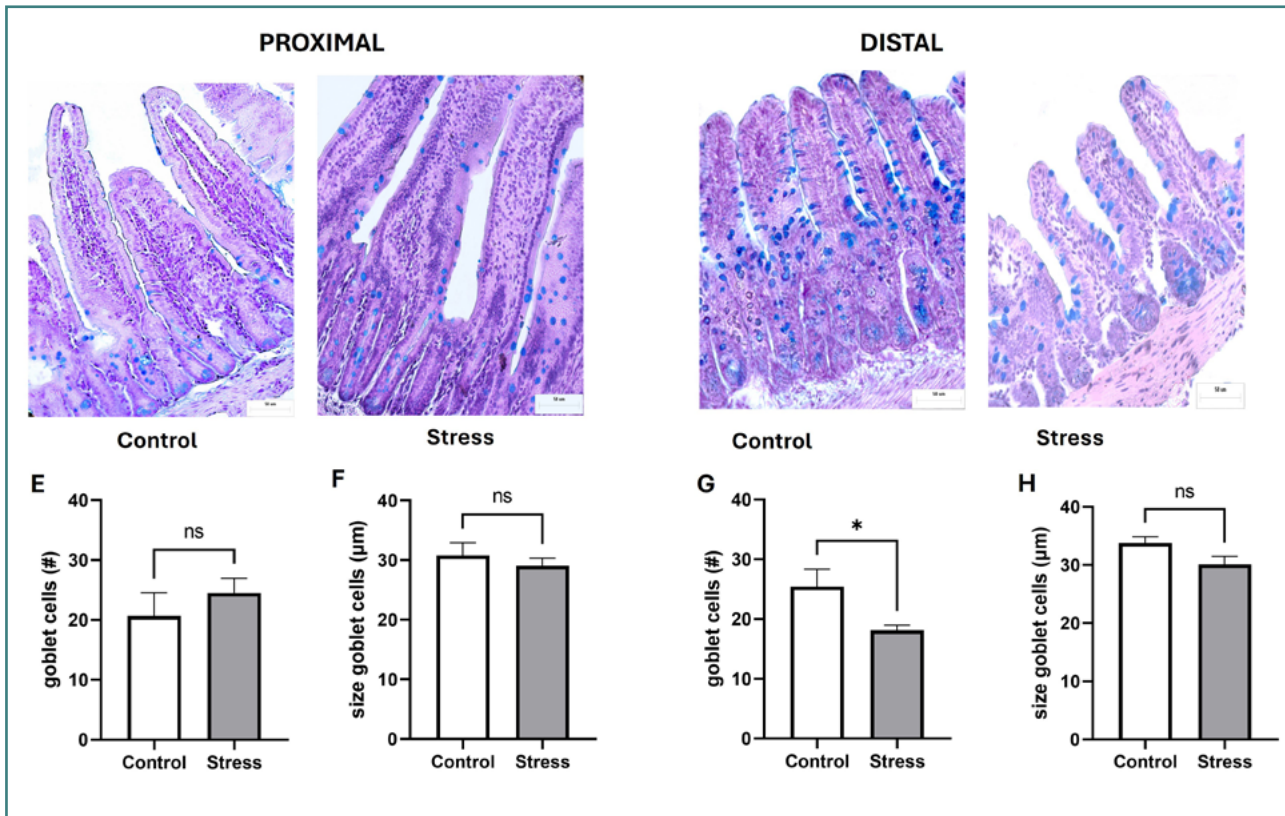 PROXIMAL
DISTAL
50 um
Control
Stress
Control
Stress
E
goblet cells (#)
40
30
20
10
0
ns
Control Stress
F
size goblet cells (µm)
40
30
20
10
0
ns
Control Stress
G
goblet cells (#)
40
30
20
10
0
*
Control Stress
H
size goblet cells (µm)
40
30
20
10
0
ns
Control Stress